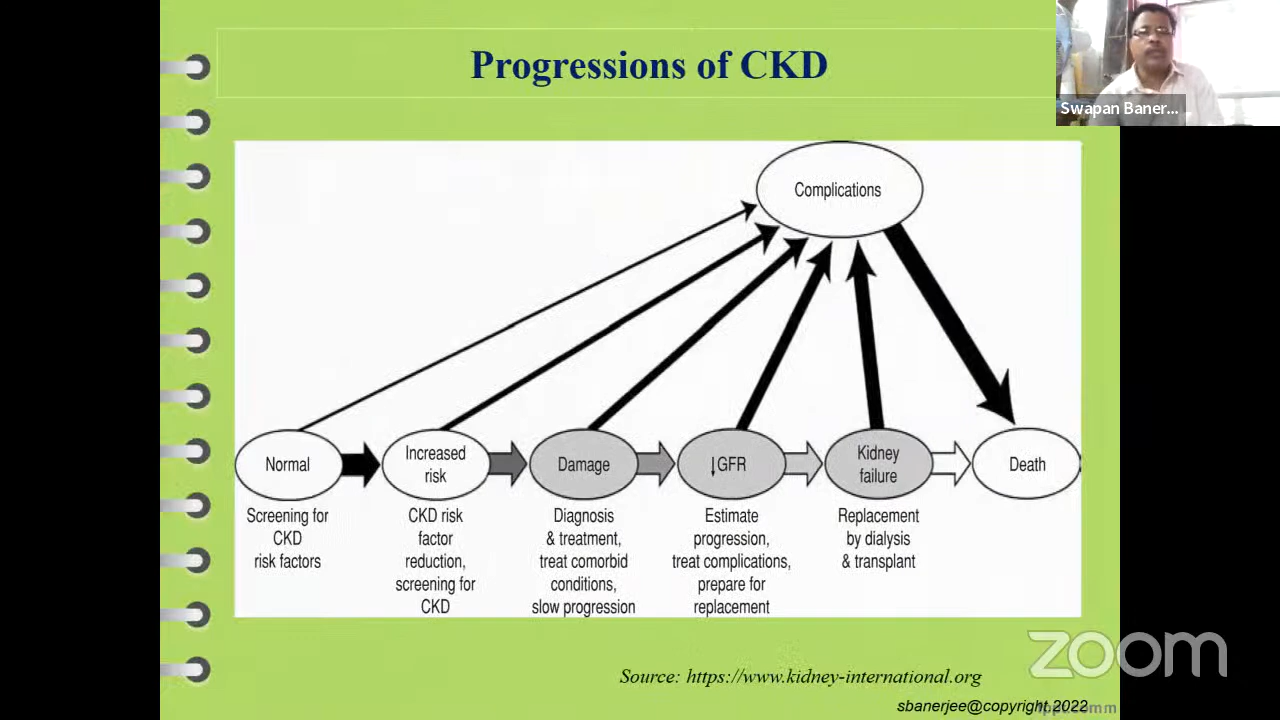 Progressions of CKD
Swapan Baner...
Complications
Normal
Increased
risk
Damage
↓GFR
Kidney
failure
Death
Screening for
CKD
risk factors
CKD risk
factor
reduction,
screening for
CKD
Diagnosis
& treatment,
treat comorbid
conditions,
slow progression
Estimate
progression,
treat complications,
prepare for
replacement
Replacement
by dialysis
& transplant
zoom
Source: https://www.kidney-international.org
sbanerjee@copyright 2022